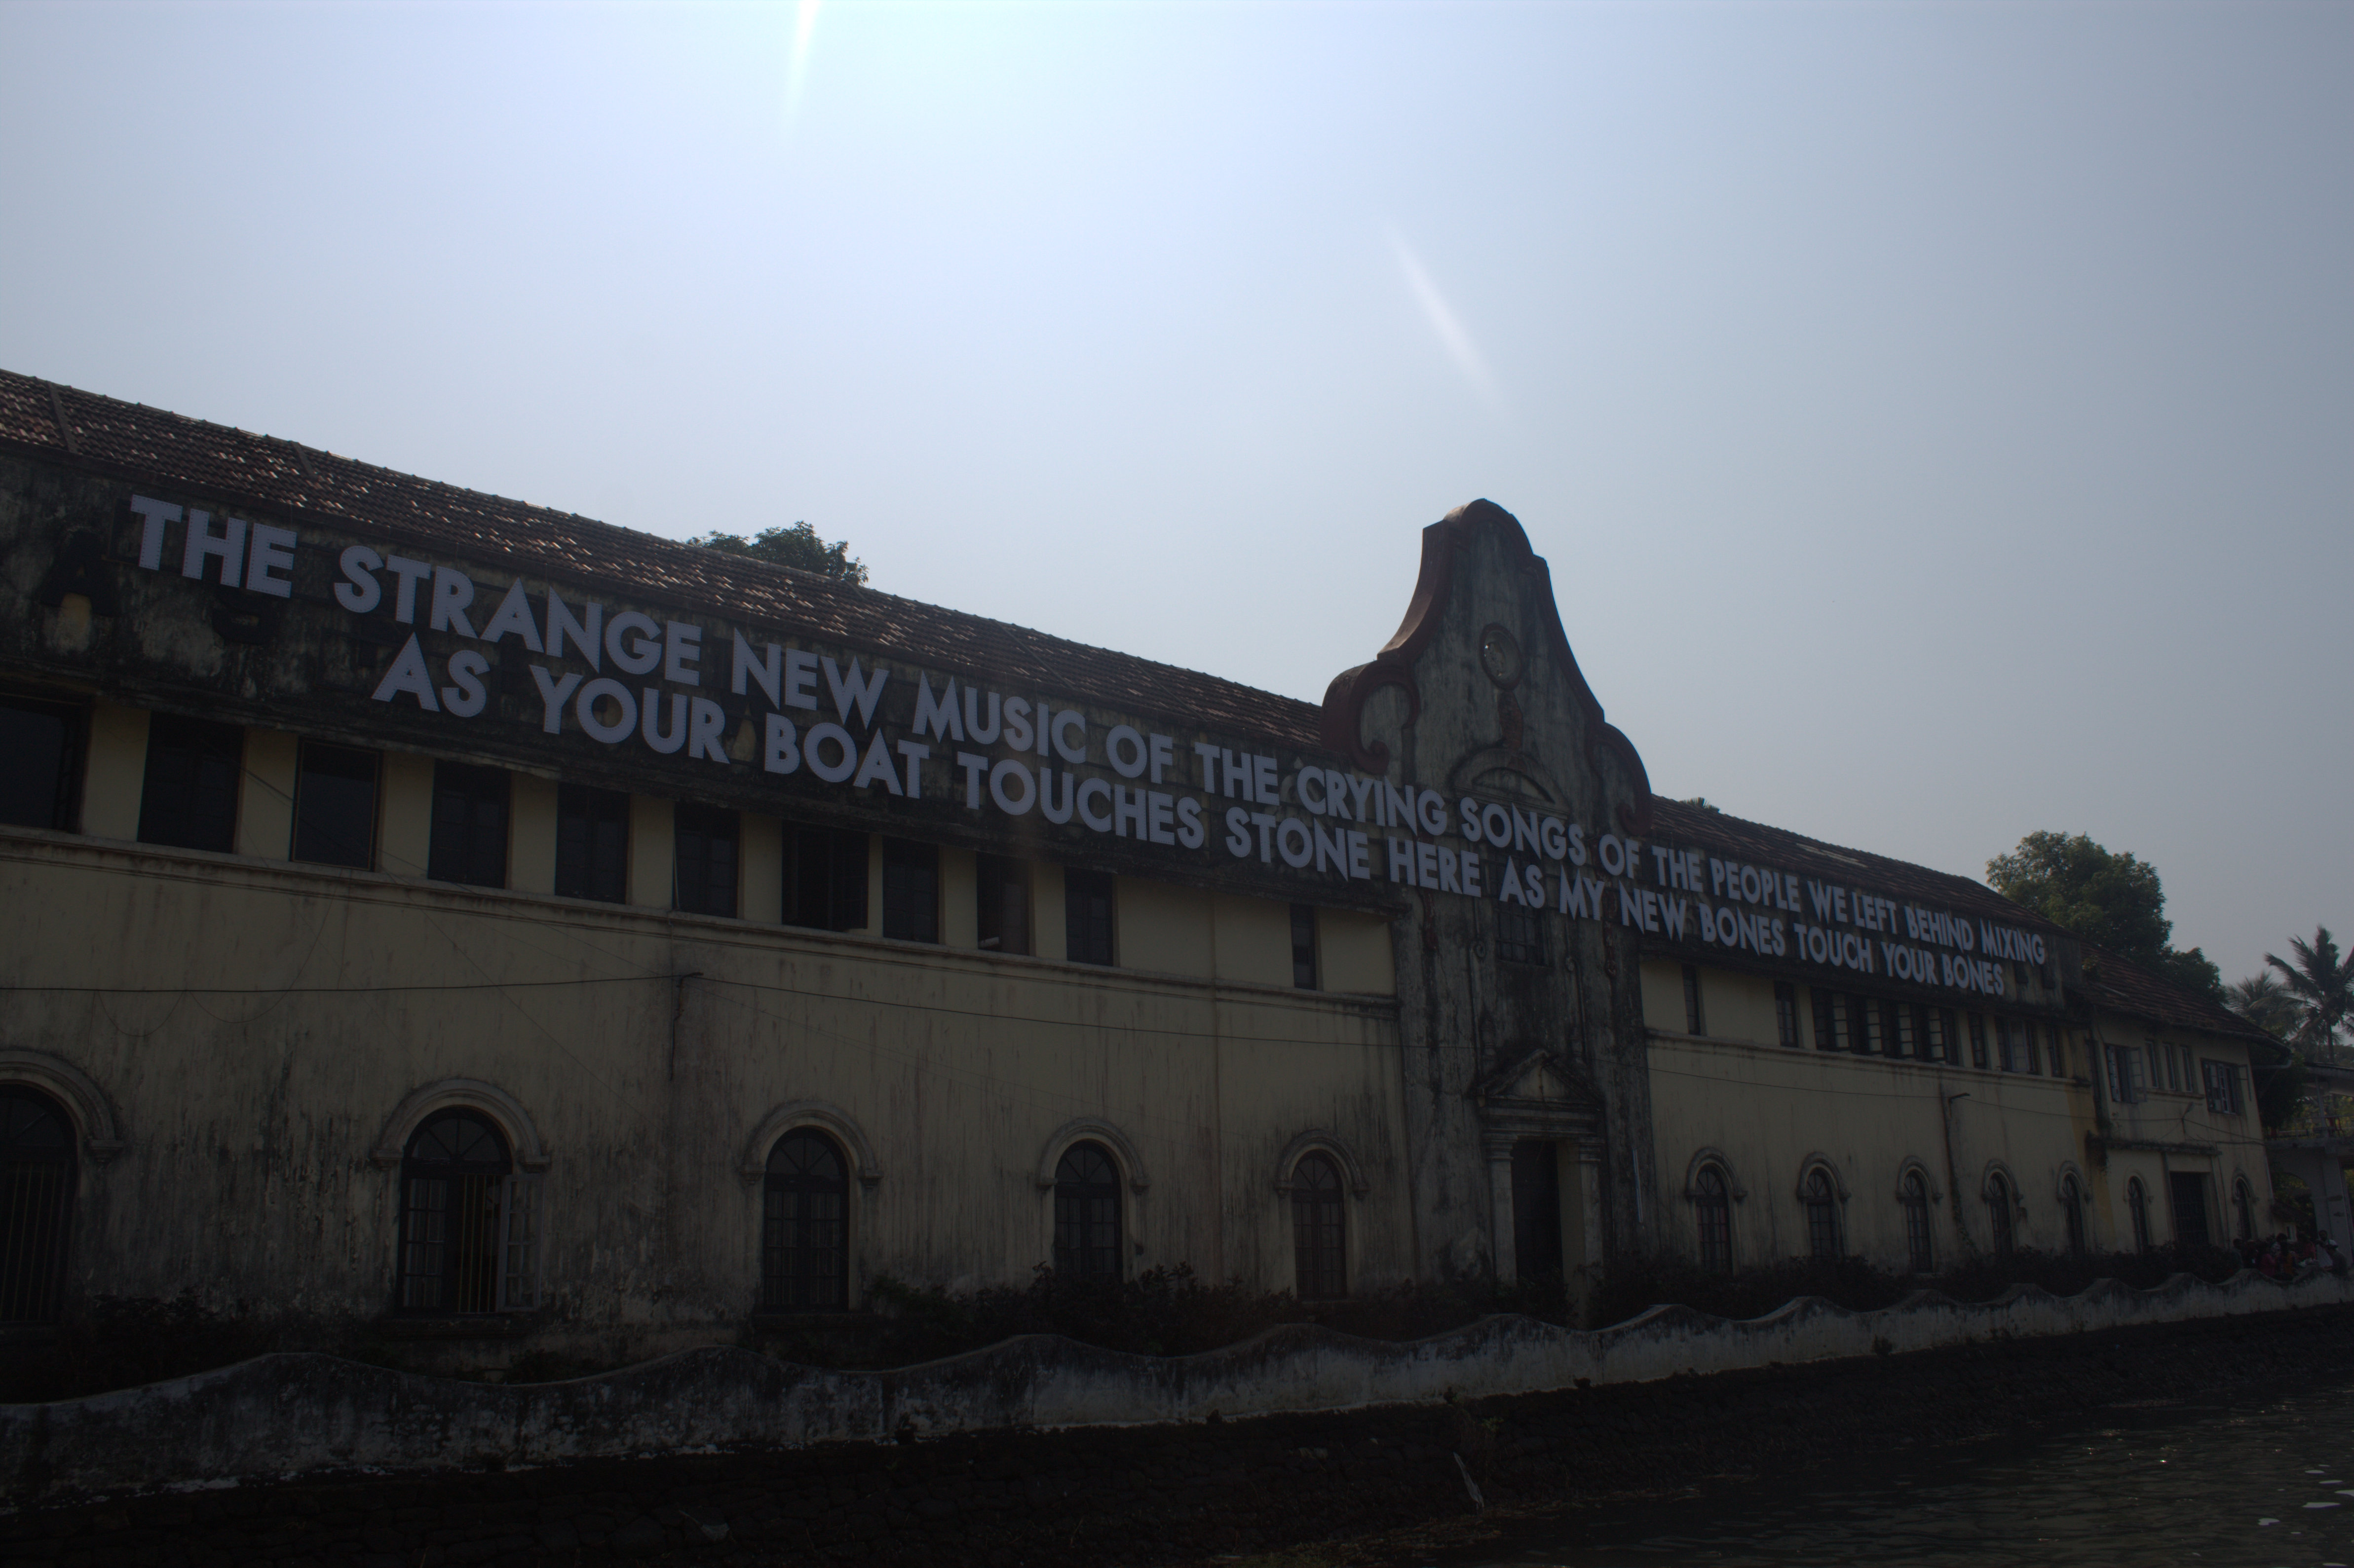 THE STRANGE NEW MUSIC OF THE CRYING SONGS OF THE PEOPLE WE LEFT BEHIND MIXING
AS YOUR BOAT TOUCHES STONE HERE AS MY NEW BONES TOUCH YOUR BONES